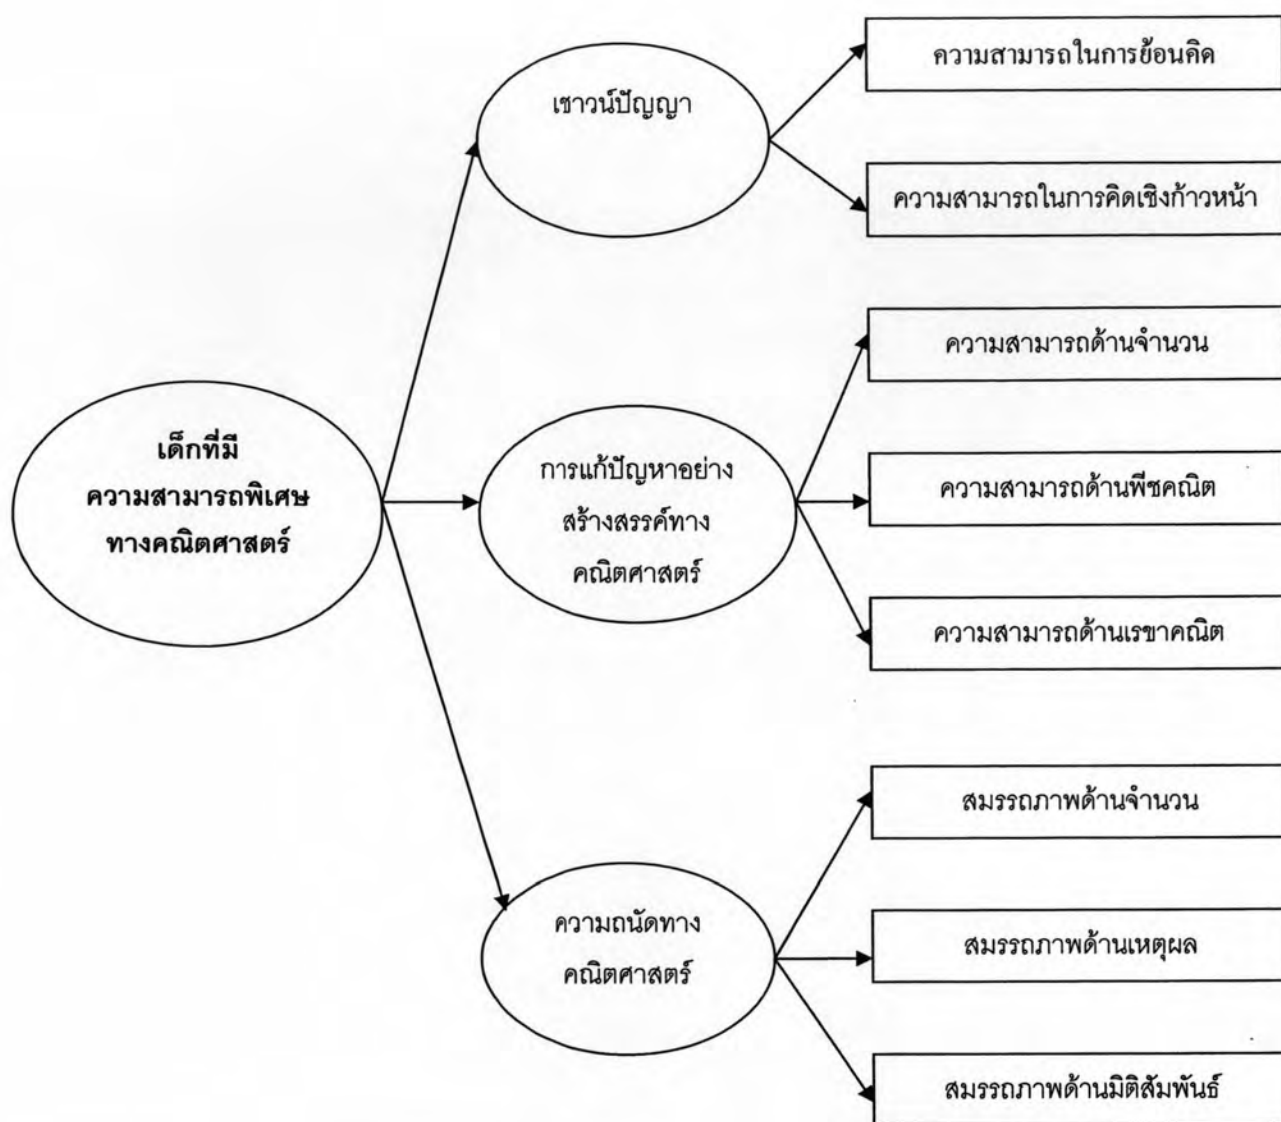 ความสามารถในการย้อนคิด
เชาวน์ปัญญา
ความสามารถในการคิดเชิงก้าวหน้า
ความสามารถด้านจำนวน
เด็กที่มี
ความสามารถพิเศษ
ทางคณิตศาสตร์
การแก้ปัญหาอย่าง
สร้างสรรค์ทาง
คณิตศาสตร์
ความสามารถด้านพีชคณิต
ความสามารถด้านเรขาคณิต
สมรรถภาพด้านจำนวน
ความถนัดทาง
คณิตศาสตร์
สมรรถภาพด้านเหตุผล
สมรรถภาพด้านมิติสัมพันธ์